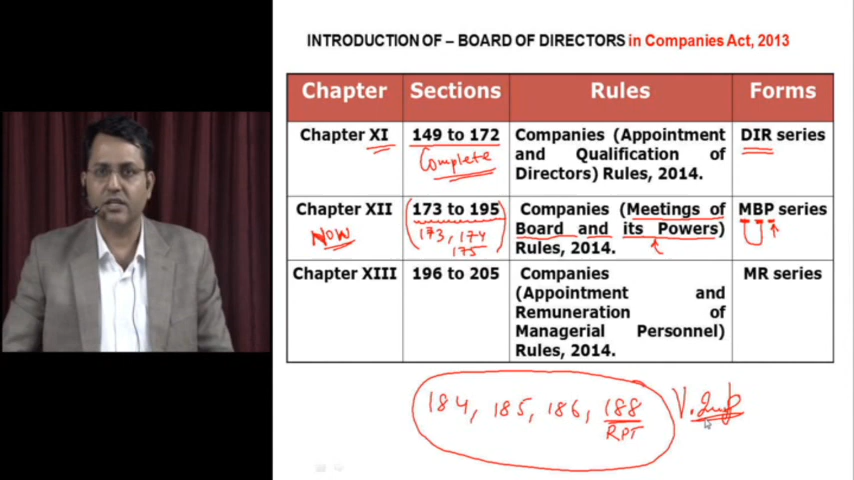 INTRODUCTION OF – BOARD OF DIRECTORS in Companies Act, 2013
Chapter Sections Rules Forms
Chapter XI 149 to 172 Companies (Appointment DIR series
Complete and Qualification of
Directors) Rules, 2014.
Chapter XII 173 to 195 Companies (Meetings of MBP series
NOW 173, 174 Board and its Powers)
175 Rules, 2014.
Chapter XIII 196 to 205 Companies MR series
(Appointment and
Remuneration of
Managerial Personnel)
Rules, 2014.
184, 185, 186, 188 V. Imp
RPT